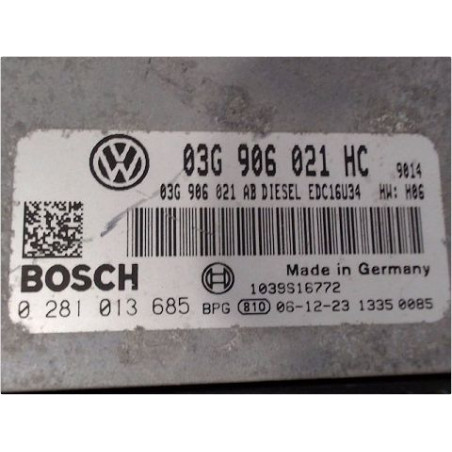 03G 906 021 HC 9014
03G 906 021 AB DIESEL EDC16U34 HW: H06
BOSCH
Made in Germany
1039S16772
0 281 013 685 BPG 810 06-12-23 1335 0085